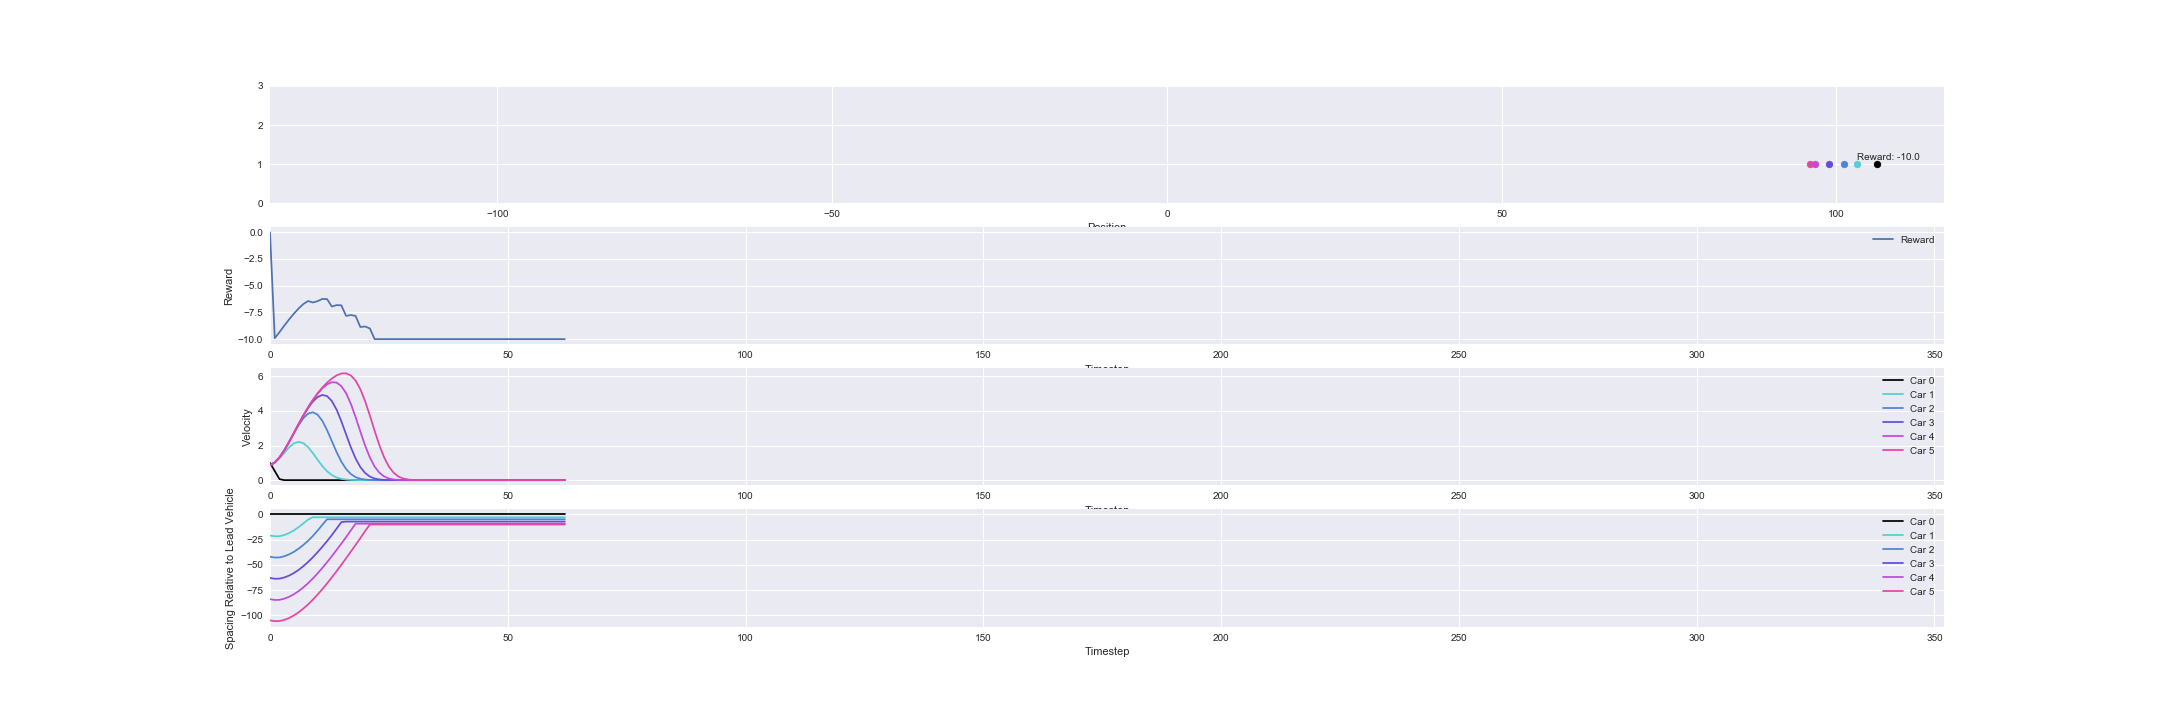 3
2
1
0
Reward: -10.0
−100 −50 0 50 100
Position
0.0
−2.5
−5.0
−7.5
−10.0
Reward
Reward
0 50 100 150 200 250 300 350
Timestep
6
4
2
0
Velocity
Car 0
Car 1
Car 2
Car 3
Car 4
Car 5
0 50 100 150 200 250 300 350
Timestep
0
−25
−50
−75
−100
Spacing Relative to Lead Vehicle
Car 0
Car 1
Car 2
Car 3
Car 4
Car 5
0 50 100 150 200 250 300 350
Timestep